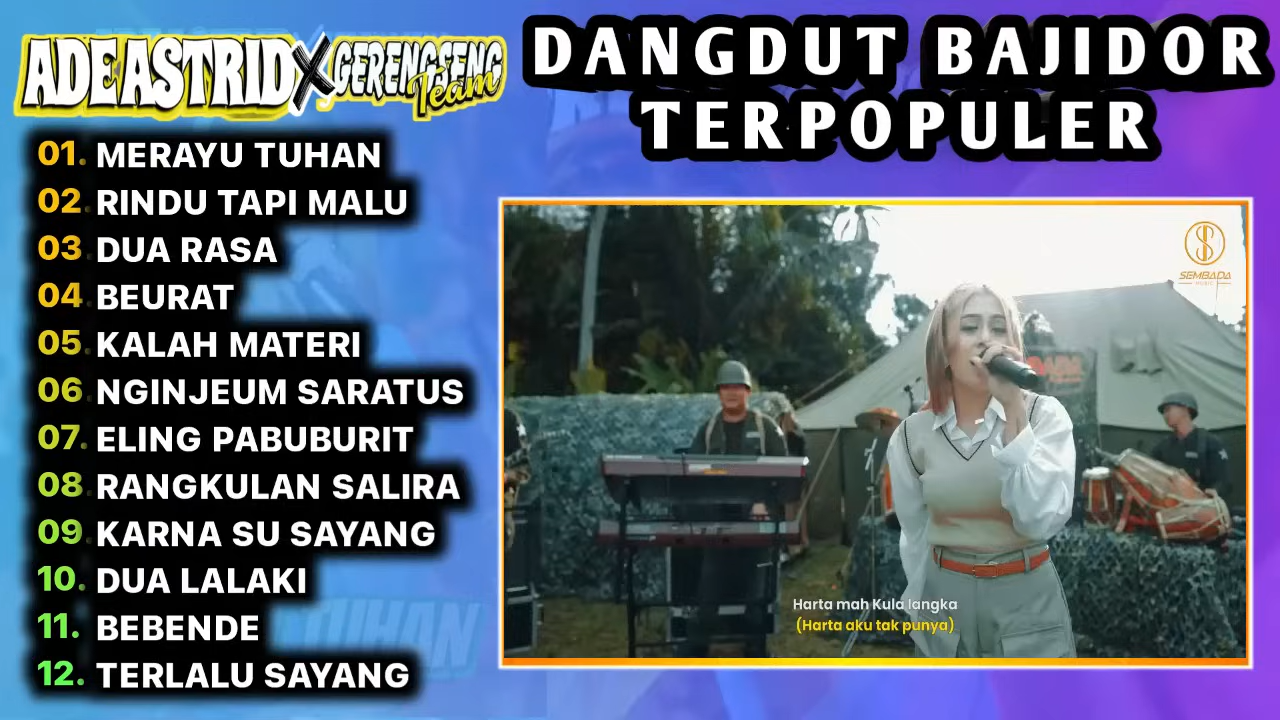 ADE ASTRID X GERENGSENG Team
DANGDUT BAJIDOR
TERPOPULER
01. MERAYU TUHAN
02. RINDU TAPI MALU
03. DUA RASA
04. BEURAT
05. KALAH MATERI
06. NGINJEUM SARATUS
07. ELING PABUBURIT
08. RANGKULAN SALIRA
09. KARNA SU SAYANG
10. DUA LALAKI
11. BEBENDE
12. TERLALU SAYANG
SEMBADA
MUSIC
Harta mah Kula langka
(Harta aku tak punya)
TUHAN